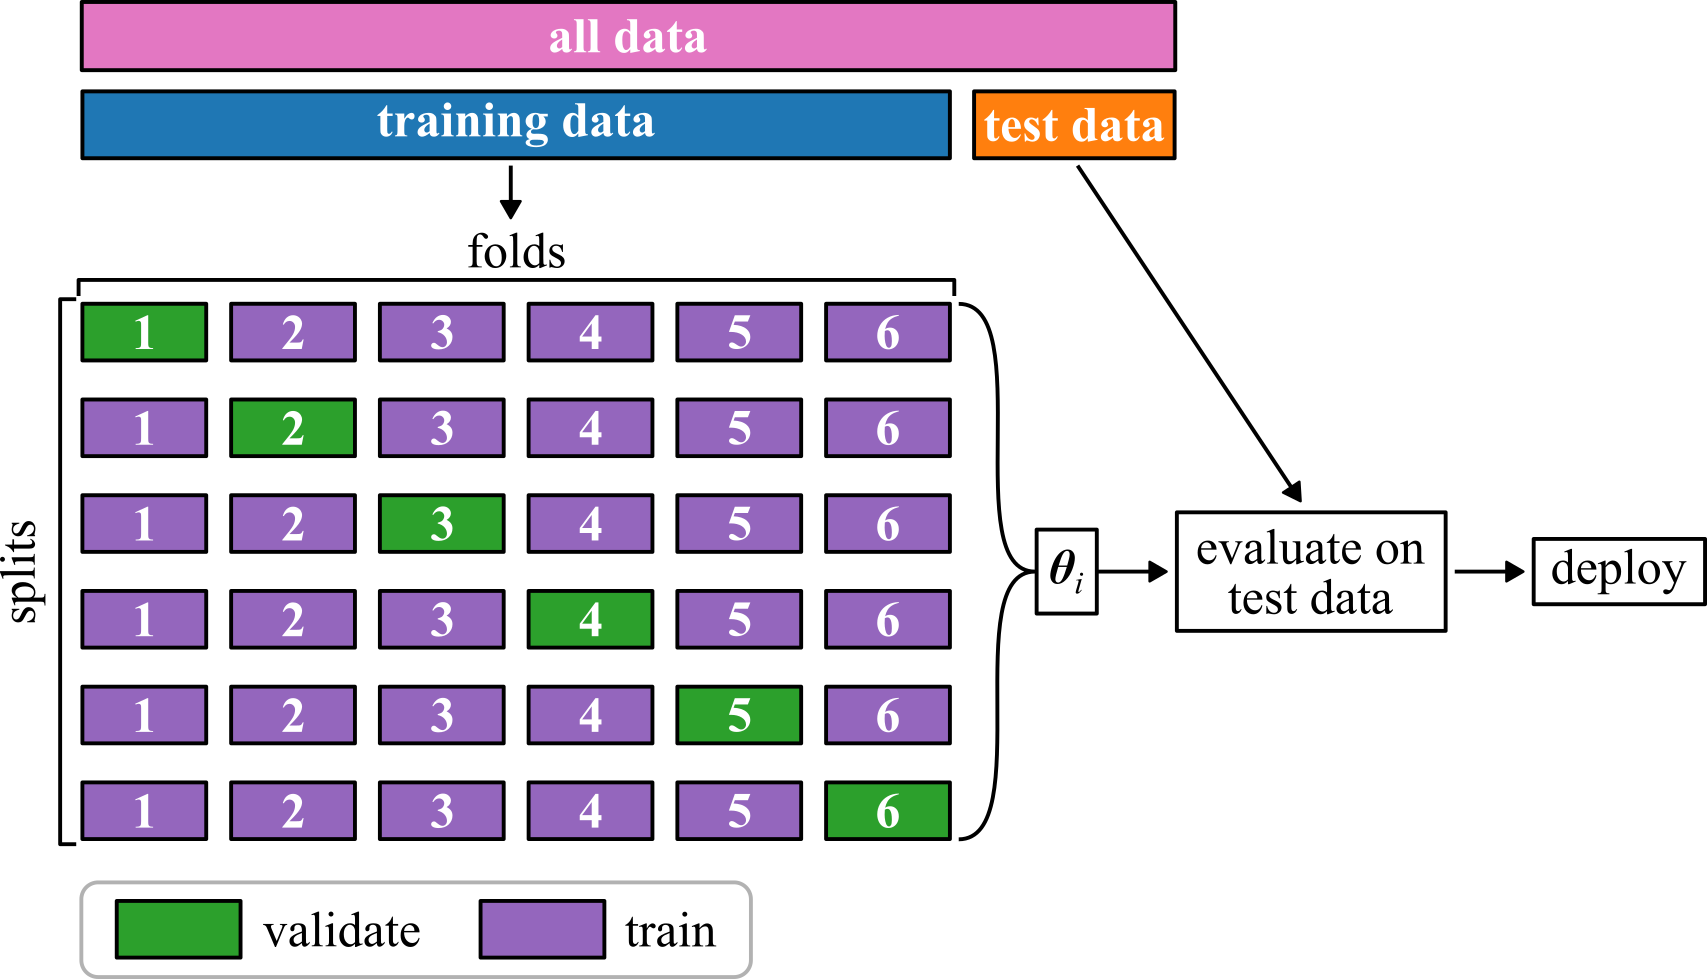 all data
training data
test data
folds
splits
1 2 3 4 5 6
1 2 3 4 5 6
1 2 3 4 5 6
1 2 3 4 5 6
1 2 3 4 5 6
1 2 3 4 5 6
θi
evaluate on
test data
deploy
validate
train